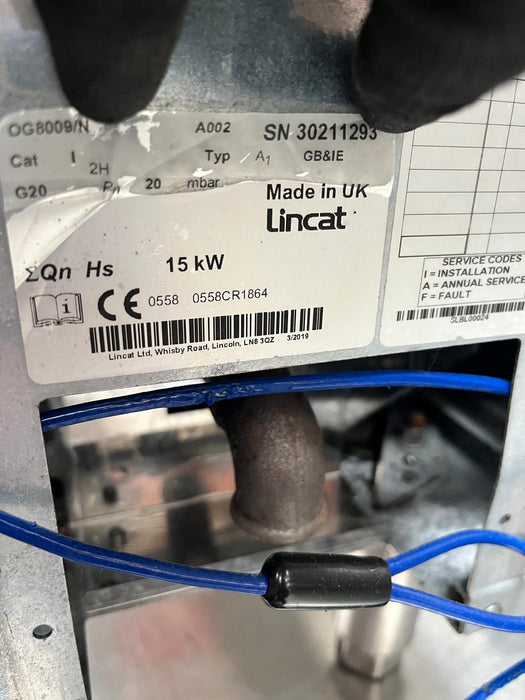 OG8009/N A002 SN 30211293
Cat I 2H Typ A1 GB&IE
G20 Pn 20 mbar
Made in UK
Lincat
ΣQn Hs 15 kW
i CE 0558 0558CR1864
Lincat Ltd, Whisby Road, Lincoln, LN6 3QZ 3/2019
SERVICE CODES
I = INSTALLATION
A = ANNUAL SERVICE
F = FAULT
SLBL00024